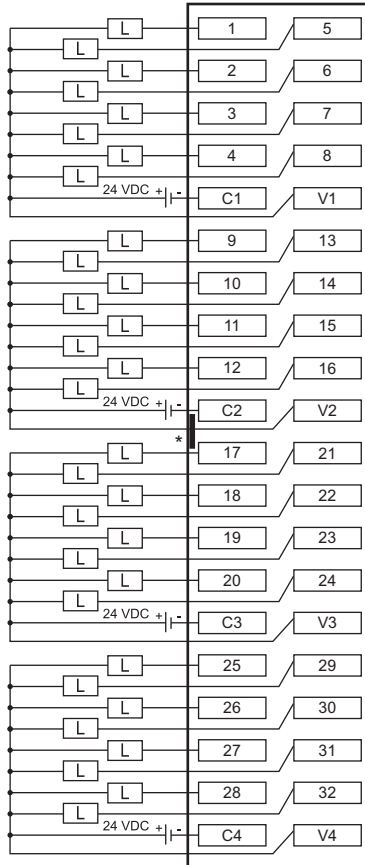 L 1 5
L
L 2 6
L
L 3 7
L
L 4 8
L
24 VDC + - C1 V1
L 9 13
L
L 10 14
L
L 11 15
L
L 12 16
L
24 VDC + - C2 V2
*
L 17 21
L
L 18 22
L
L 19 23
L
L 20 24
L
24 VDC + - C3 V3
L 25 29
L
L 26 30
L
L 27 31
L
L 28 32
L
24 VDC + - C4 V4